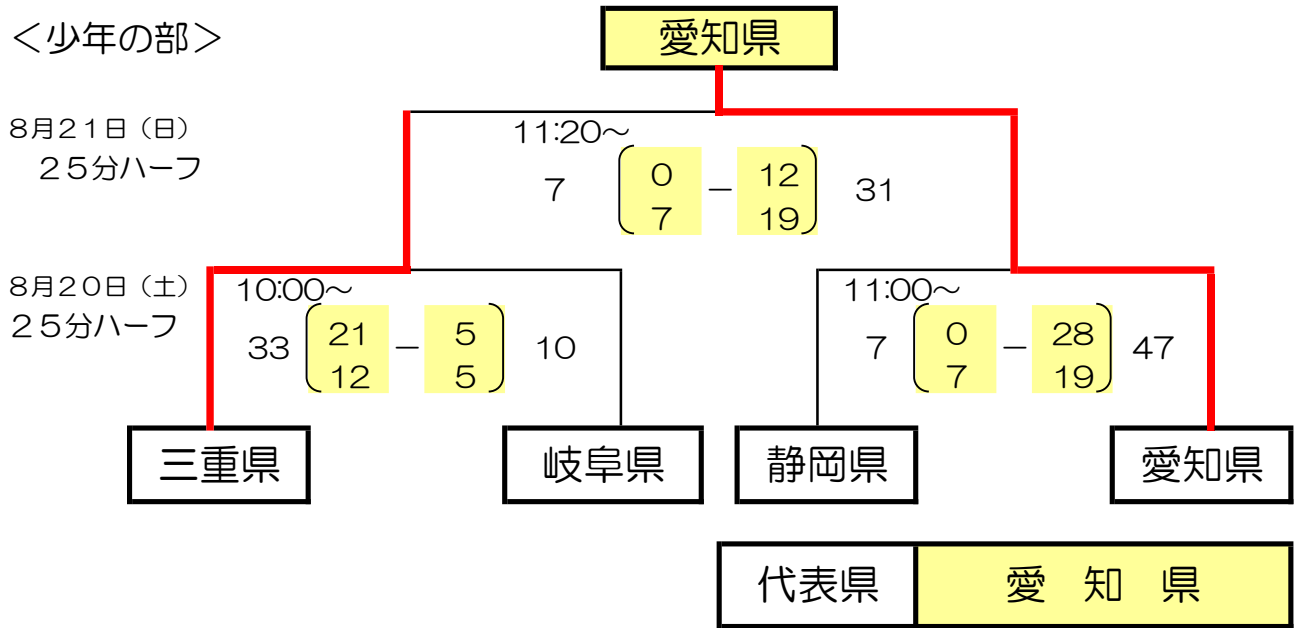 <少年の部>
愛知県
8月21日（日）
25分ハーフ
11:20～
7 0 － 12 31
7 19
8月20日（土）
25分ハーフ
10:00～
33 21 － 5 10
12 5
11:00～
7 0 － 28 47
7 19
三重県 岐阜県 静岡県 愛知県
代表県 愛知県